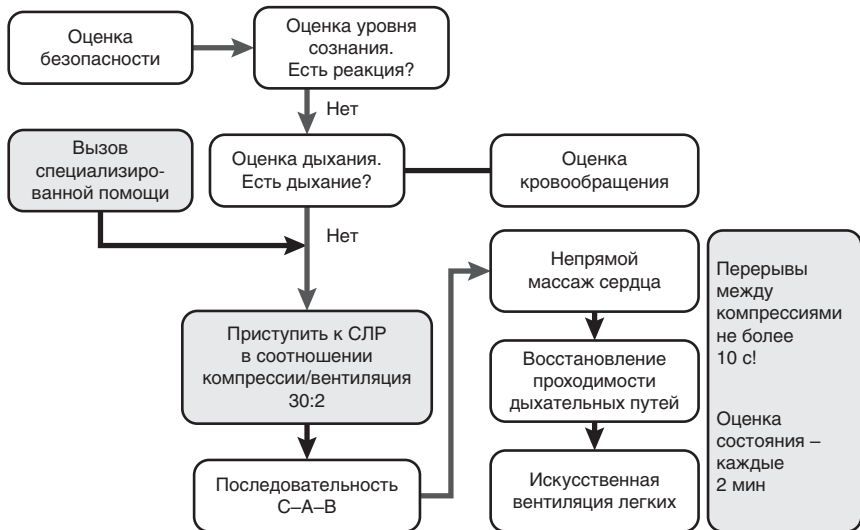 Оценка
безопасности
Оценка уровня
сознания.
Есть реакция?
Нет
Вызов
специализиро-
ванной помощи
Оценка дыхания.
Есть дыхание?
Оценка
кровообращения
Нет
Приступить к СЛР
в соотношении
компрессии/вентиляция
30:2
Последовательность
С–А–В
Непрямой
массаж сердца
Восстановление
проходимости
дыхательных путей
Искусственная
вентиляция легких
Перерывы
между
компрессиями
не более
10 с!
Оценка
состояния –
каждые
2 мин